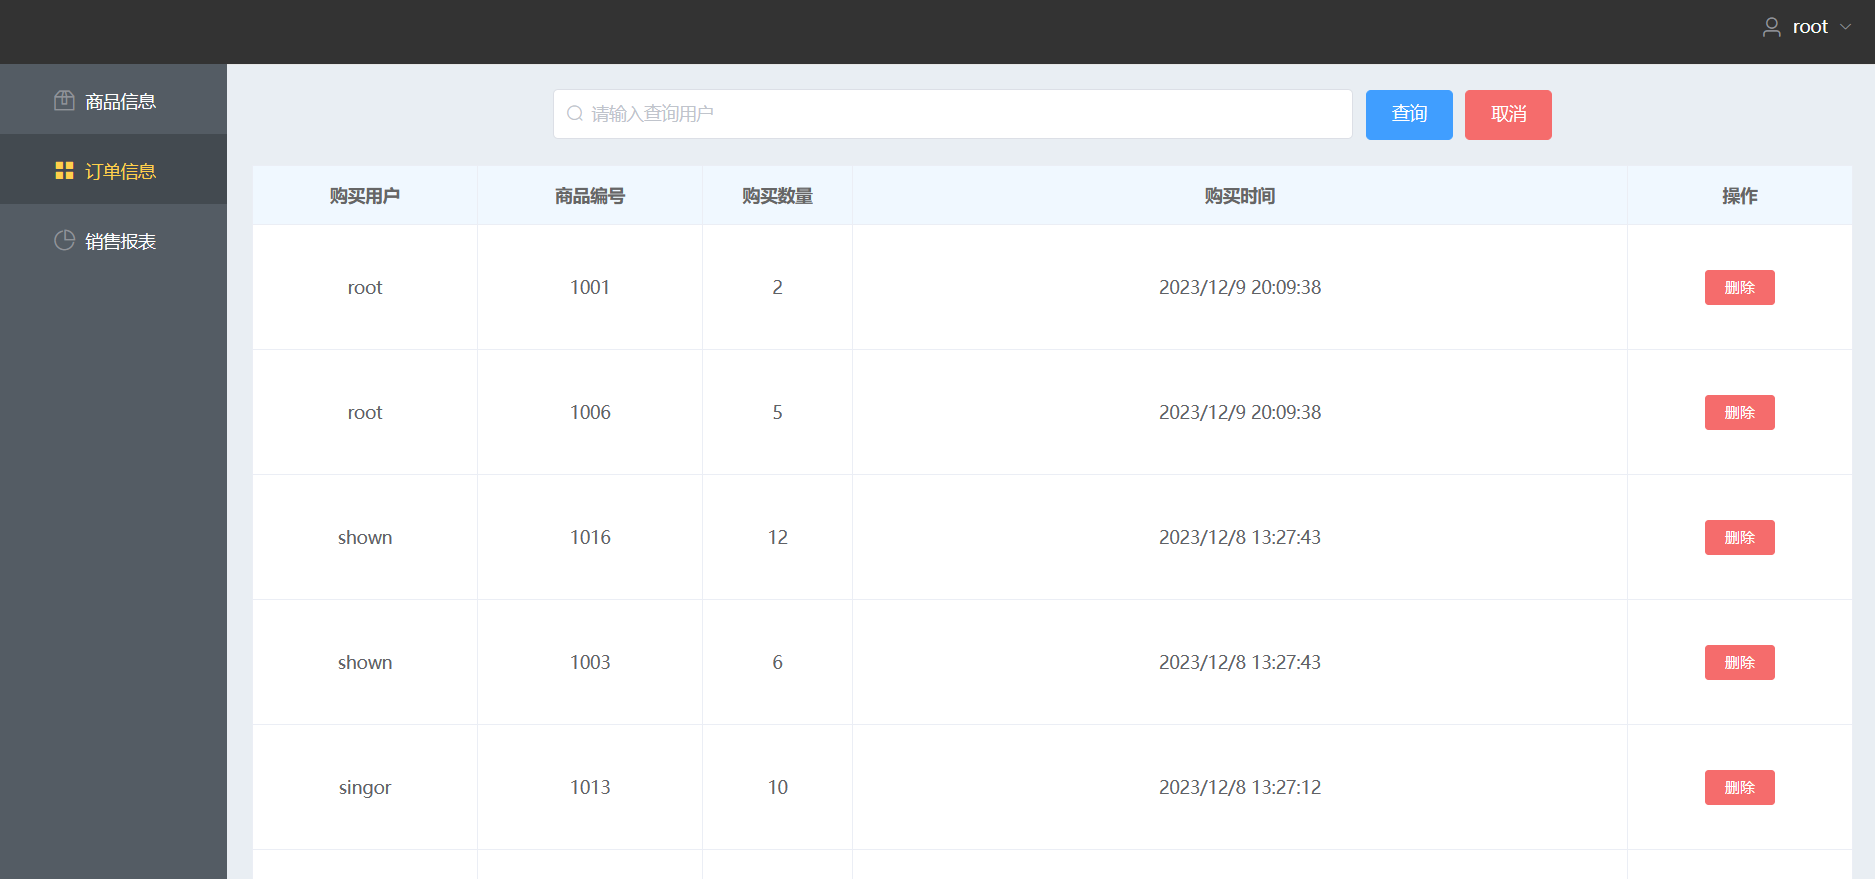 root
商品信息
订单信息
销售报表
请输入查询用户 查询 取消
购买用户 商品编号 购买数量 购买时间 操作
root 1001 2 2023/12/9 20:09:38 删除
root 1006 5 2023/12/9 20:09:38 删除
shown 1016 12 2023/12/8 13:27:43 删除
shown 1003 6 2023/12/8 13:27:43 删除
singor 1013 10 2023/12/8 13:27:12 删除